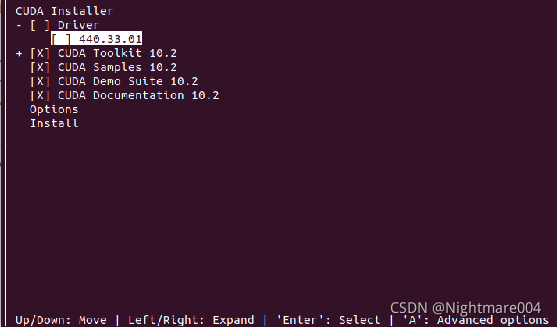 CUDA Installer
- [ ] Driver
[ ] 440.33.01
+ [X] CUDA Toolkit 10.2
[X] CUDA Samples 10.2
[X] CUDA Demo Suite 10.2
[X] CUDA Documentation 10.2
Options
Install
CSDN @Nightmare004
Up/Down: Move | Left/Right: Expand | 'Enter': Select | 'A': Advanced options